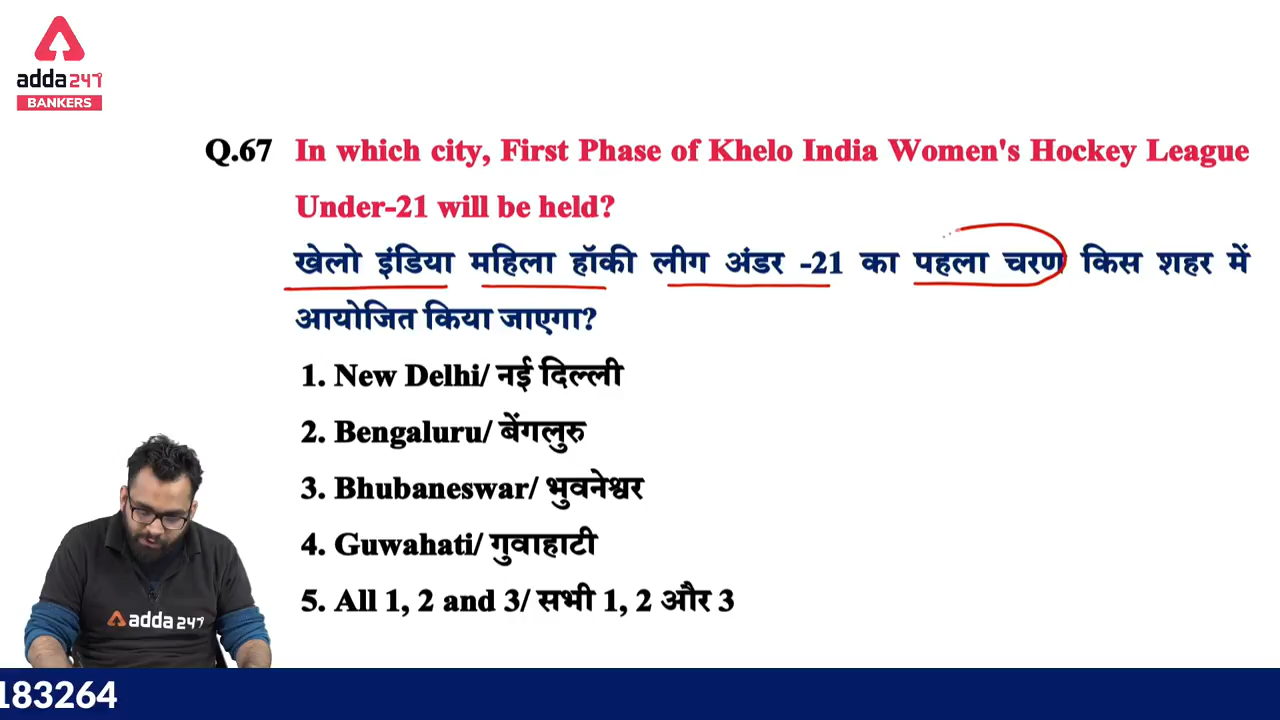 adda247
BANKERS
Q.67 In which city, First Phase of Khelo India Women's Hockey League
Under-21 will be held?
खेलो इंडिया महिला हॉकी लीग अंडर -21 का पहला चरण किस शहर में
आयोजित किया जाएगा?
1. New Delhi/ नई दिल्ली
2. Bengaluru/ बेंगलुरु
3. Bhubaneswar/ भुवनेश्वर
4. Guwahati/ गुवाहाटी
5. All 1, 2 and 3/ सभी 1, 2 और 3
adda247
183264